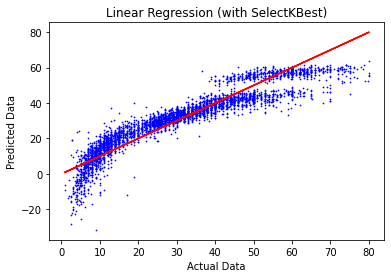 Linear Regression (with SelectKBest)
80
60
40
20
0
−20
Predicted Data
0 10 20 30 40 50 60 70 80
Actual Data